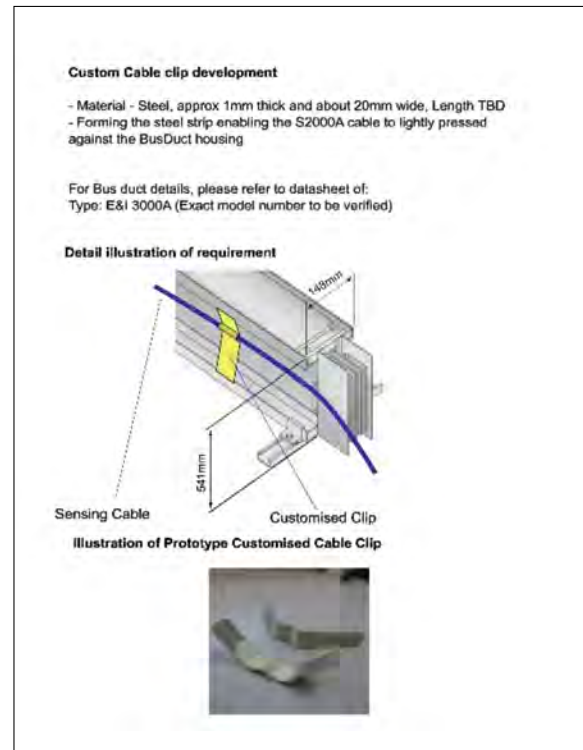 Custom Cable clip development
- Material - Steel, approx 1mm thick and about 20mm wide, Length TBD
- Forming the steel strip enabling the S2000A cable to lightly pressed
against the BusDuct housing
For Bus duct details, please refer to datasheet of:
Type: E&I 3000A (Exact model number to be verified)
Detail illustration of requirement
148mm
541mm
Sensing Cable
Customised Clip
Illustration of Prototype Customised Cable Clip